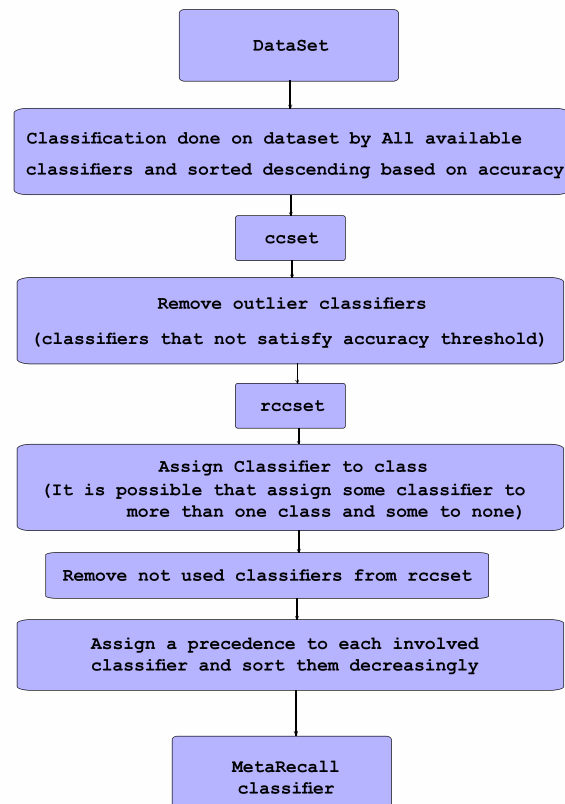 DataSet
Classification done on dataset by All available
classifiers and sorted descending based on accuracy
ccset
Remove outlier classifiers
(classifiers that not satisfy accuracy threshold)
rccset
Assign Classifier to class
(It is possible that assign some classifier to
more than one class and some to none)
Remove not used classifiers from rccset
Assign a precedence to each involved
classifier and sort them decreasingly
MetaRecall
classifier